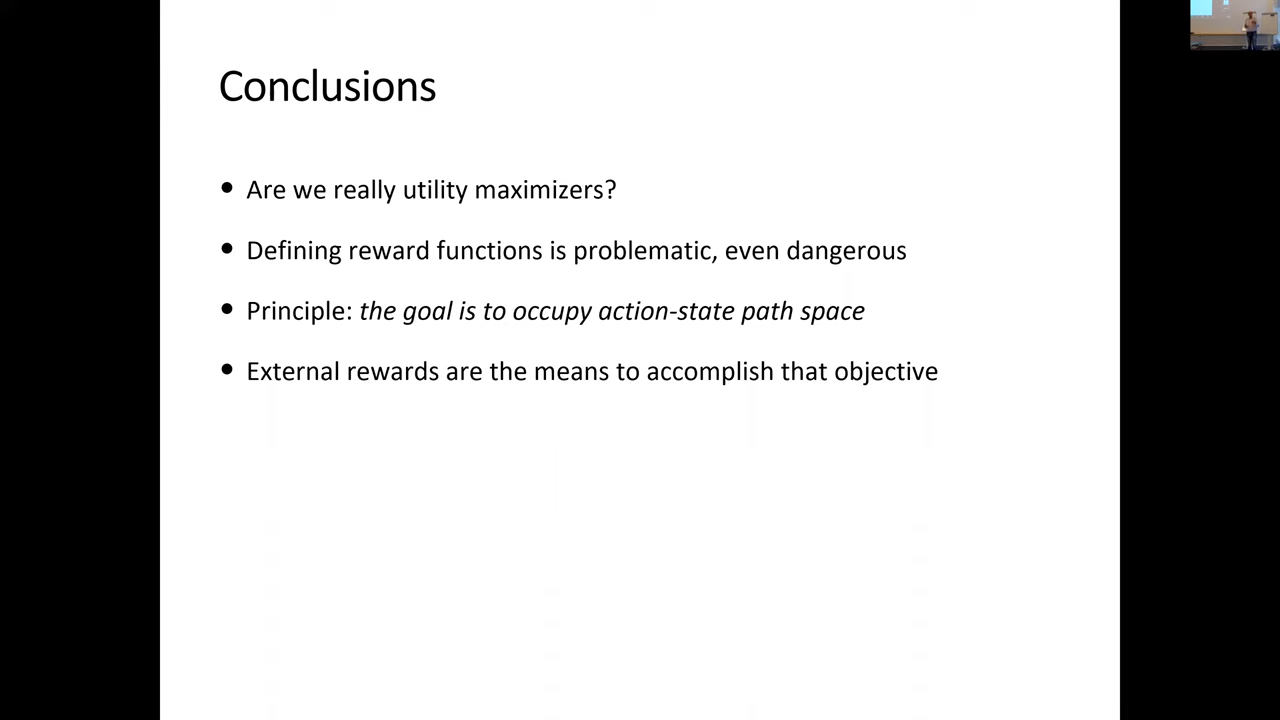 Conclusions
• Are we really utility maximizers?
• Defining reward functions is problematic, even dangerous
• Principle: the goal is to occupy action-state path space
• External rewards are the means to accomplish that objective